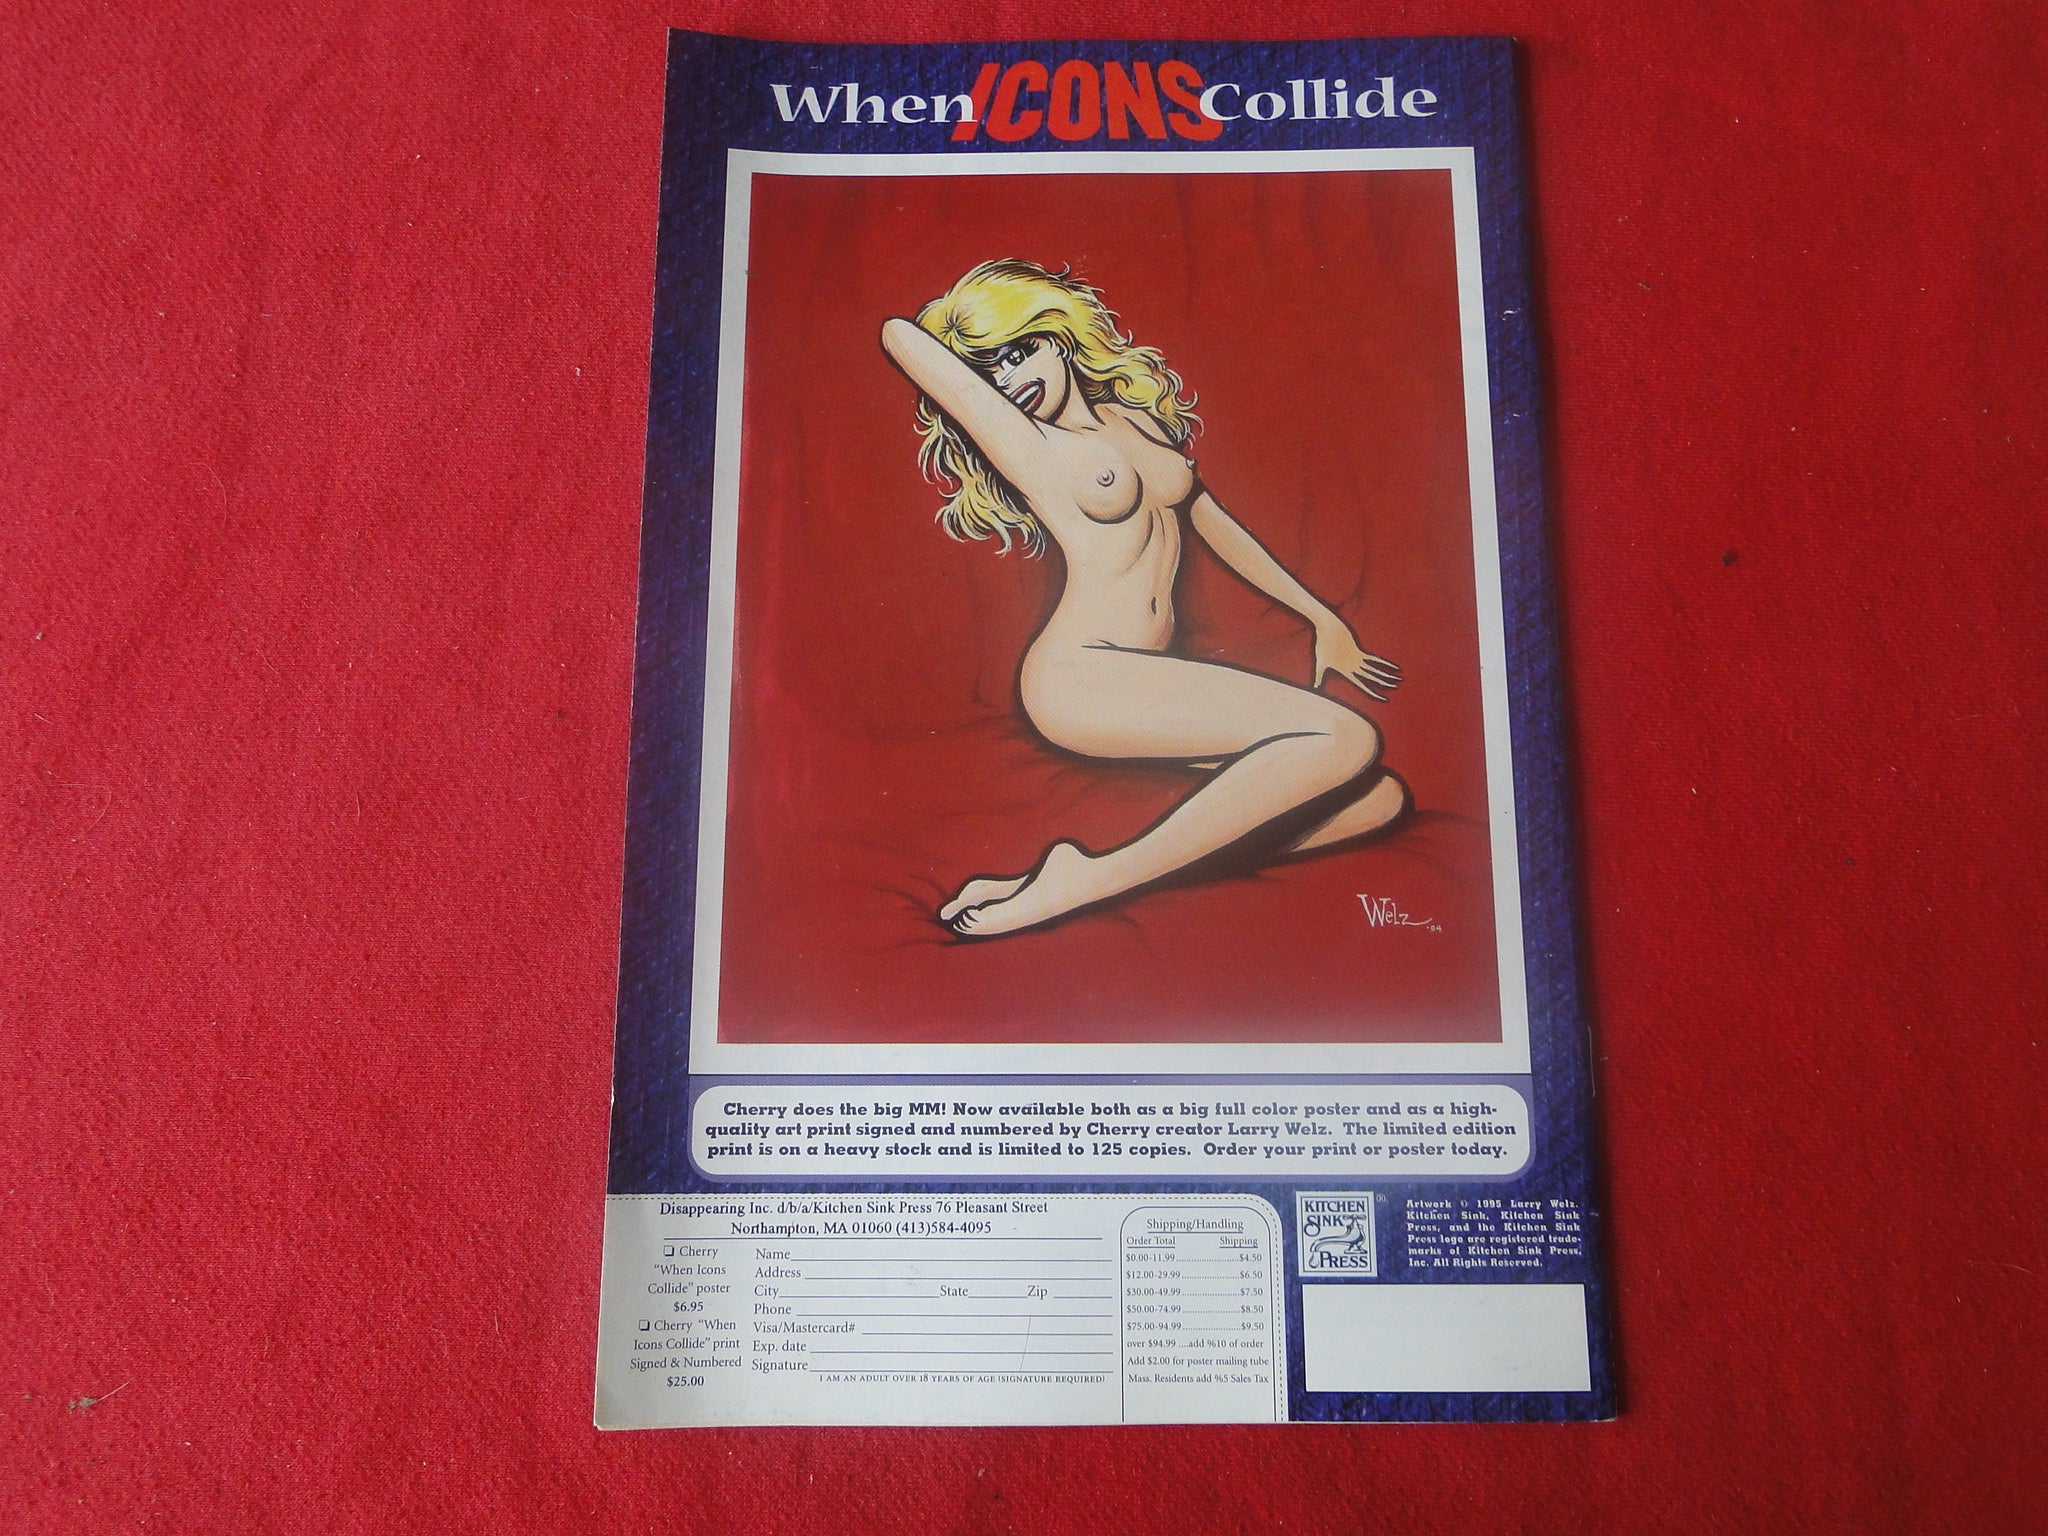 When ICONS Collide
Welz
'94
Cherry does the big MM! Now available both as a big full color poster and as a high-
quality art print signed and numbered by Cherry creator Larry Welz. The limited edition
print is on a heavy stock and is limited to 125 copies. Order your print or poster today.
Disappearing Inc. d/b/a/Kitchen Sink Press 76 Pleasant Street
Northampton, MA 01060 (413)584-4095
❏ Cherry
"When Icons
Collide" poster
$6.95
❏ Cherry "When
Icons Collide" print
Signed & Numbered
$25.00
Name
Address
City State Zip
Phone
Visa/Mastercard#
Exp. date
Signature
I AM AN ADULT OVER 18 YEARS OF AGE (SIGNATURE REQUIRED)
Shipping/Handling
Order Total Shipping
$0.00-11.99 $4.50
$12.00-29.99 $6.50
$30.00-49.99 $7.50
$50.00-74.99 $8.50
$75.00-94.99 $9.50
over $94.99 ....add %10 of order
Add $2.00 for poster mailing tube
Mass. Residents add %5 Sales Tax
KITCHEN
SINK
PRESS
®
Artwork © 1995 Larry Welz.
Kitchen Sink, Kitchen Sink
Press, and the Kitchen Sink
Press logo are registered trade-
marks of Kitchen Sink Press,
Inc. All Rights Reserved.